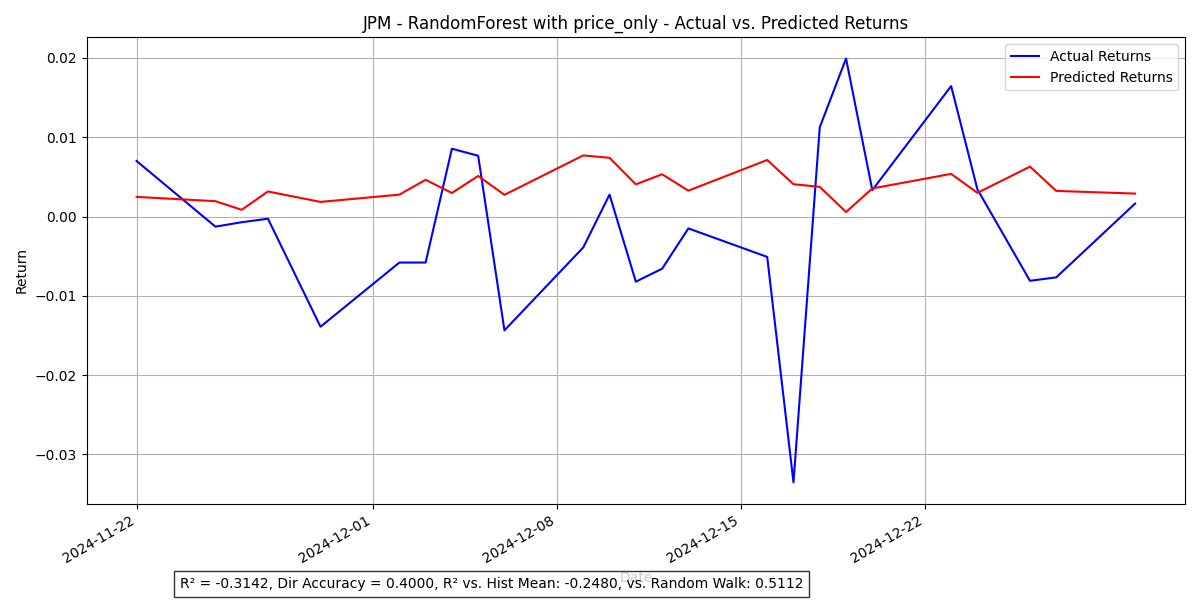 JPM - RandomForest with price_only - Actual vs. Predicted Returns
Actual Returns
Predicted Returns
0.02
0.01
0.00
−0.01
−0.02
−0.03
Return
2024-11-22
2024-12-01
2024-12-08
2024-12-15
2024-12-22
Date
R² = -0.3142, Dir Accuracy = 0.4000, R² vs. Hist Mean: -0.2480, vs. Random Walk: 0.5112